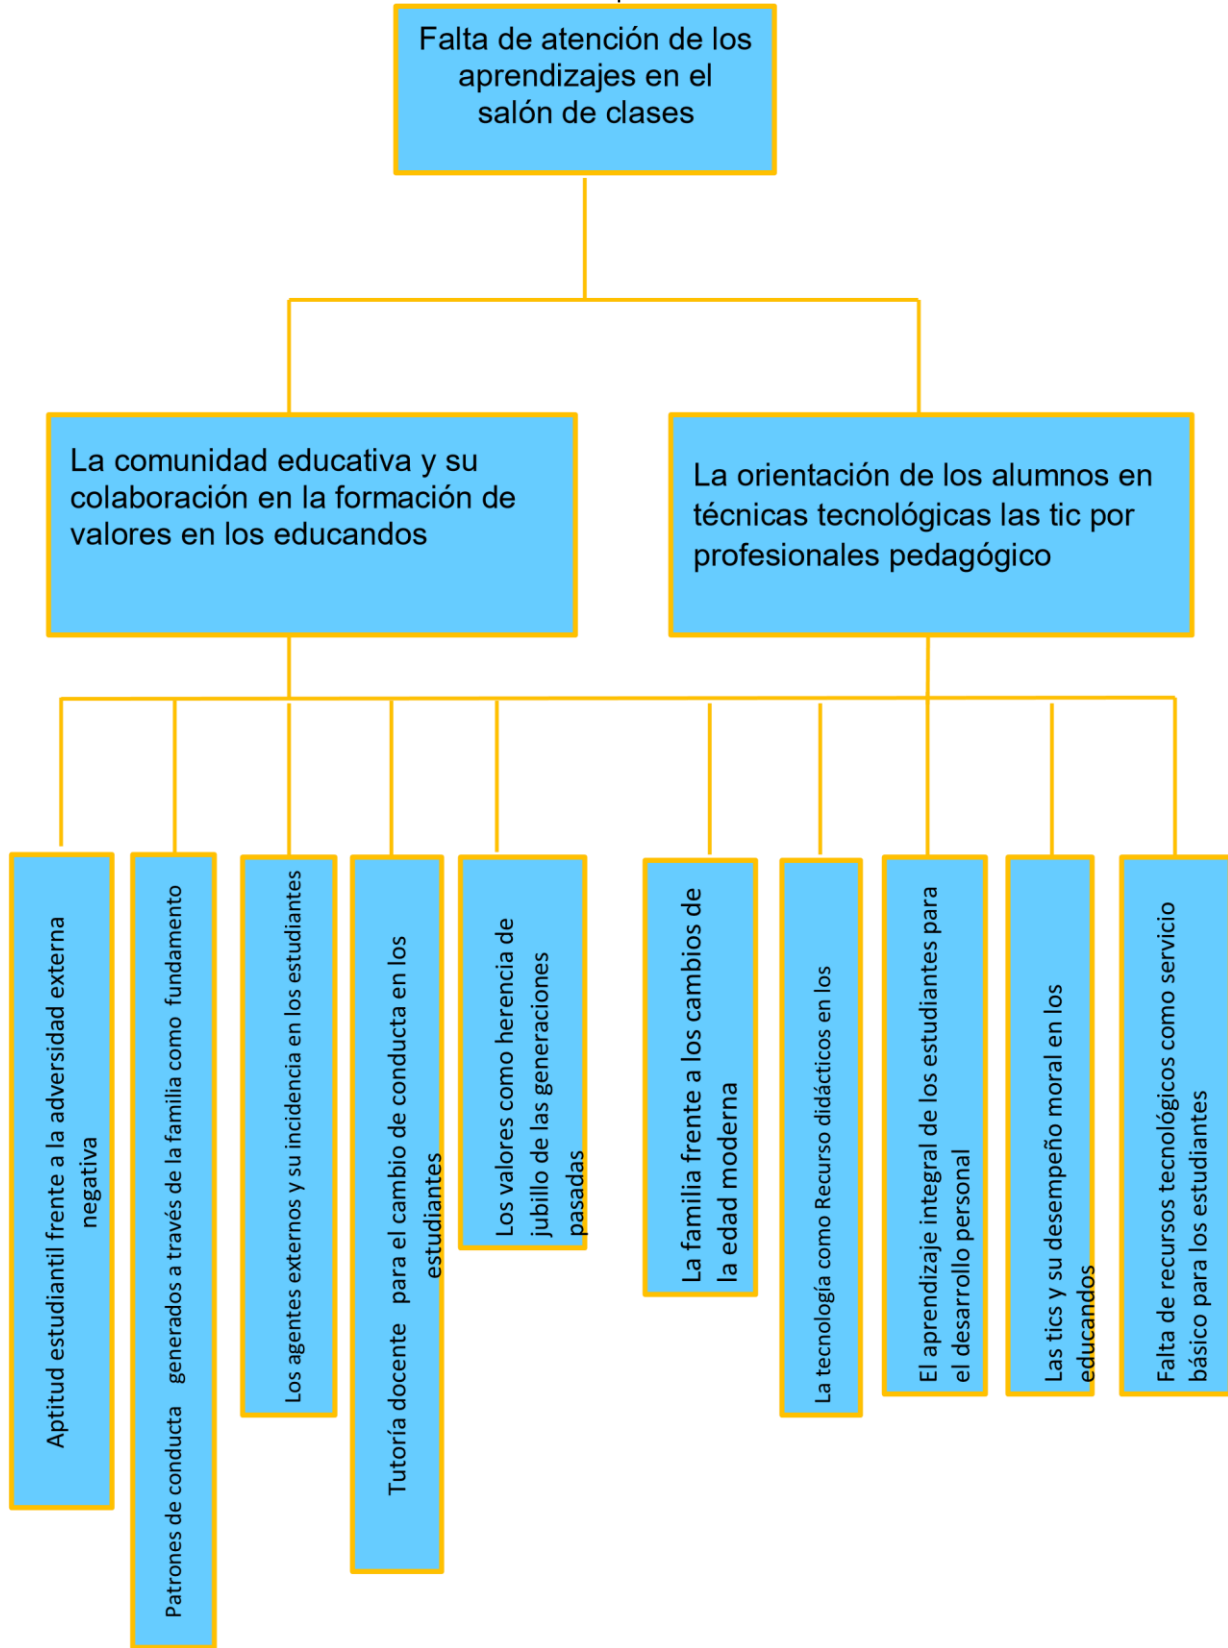 Falta de atención de los
aprendizajes en el
salón de clases
La comunidad educativa y su
colaboración en la formación de
valores en los educandos
La orientación de los alumnos en
técnicas tecnológicas las tic por
profesionales pedagógico
Aptitud estudiantil frente a la adversidad externa
negativa
Patrones de conducta generados a través de la familia como fundamento
Los agentes externos y su incidencia en los estudiantes
Tutoría docente para el cambio de conducta en los
estudiantes
Los valores como herencia de
jubillo de las generaciones
pasadas
La familia frente a los cambios de
la edad moderna
La tecnología como Recurso didácticos en los
El aprendizaje integral de los estudiantes para
el desarrollo personal
Las tics y su desempeño moral en los
educandos
Falta de recursos tecnológicos como servicio
básico para los estudiantes